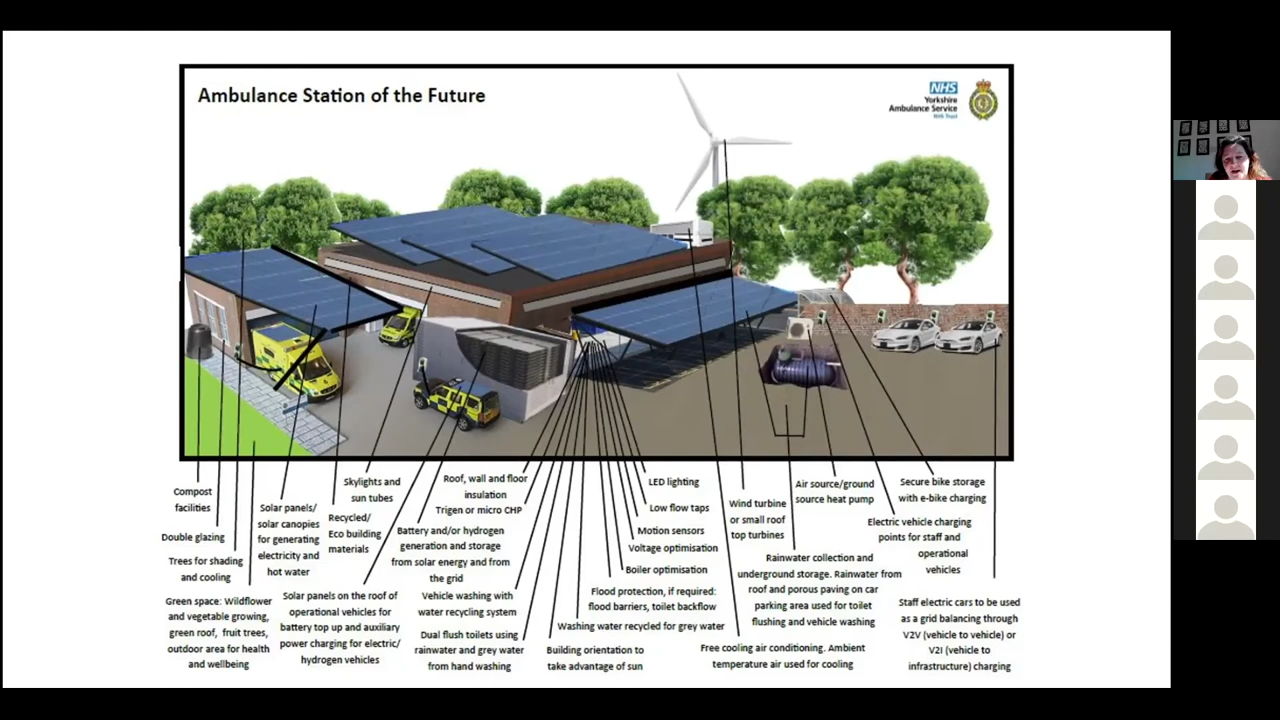 Ambulance Station of the Future
NHS
Yorkshire
Ambulance Service
NHS Trust
Compost
facilities
Double glazing
Trees for shading
and cooling
Green space: Wildflower
and vegetable growing,
green roof, fruit trees,
outdoor area for health
and wellbeing
Solar panels/
solar canopies
for generating
electricity and
hot water
Recycled/
Eco building
materials
Skylights and
sun tubes
Solar panels on the roof of
operational vehicles for
battery top up and auxiliary
power charging for electric/
hydrogen vehicles
Roof, wall and floor
insulation
Trigen or micro CHP
Battery and/or hydrogen
generation and storage
from solar energy and from
the grid
Vehicle washing with
water recycling system
Dual flush toilets using
rainwater and grey water
from hand washing
LED lighting
Low flow taps
Motion sensors
Voltage optimisation
Boiler optimisation
Flood protection, if required:
flood barriers, toilet backflow
Washing water recycled for grey water
Building orientation to
take advantage of sun
Wind turbine
or small roof
top turbines
Air source/ground
source heat pump
Rainwater collection and
underground storage. Rainwater from
roof and porous paving on car
parking area used for toilet
flushing and vehicle washing
Free cooling air conditioning. Ambient
temperature air used for cooling
Secure bike storage
with e-bike charging
Electric vehicle charging
points for staff and
operational
vehicles
Staff electric cars to be used
as a grid balancing through
V2V (vehicle to vehicle) or
V2I (vehicle to
infrastructure) charging